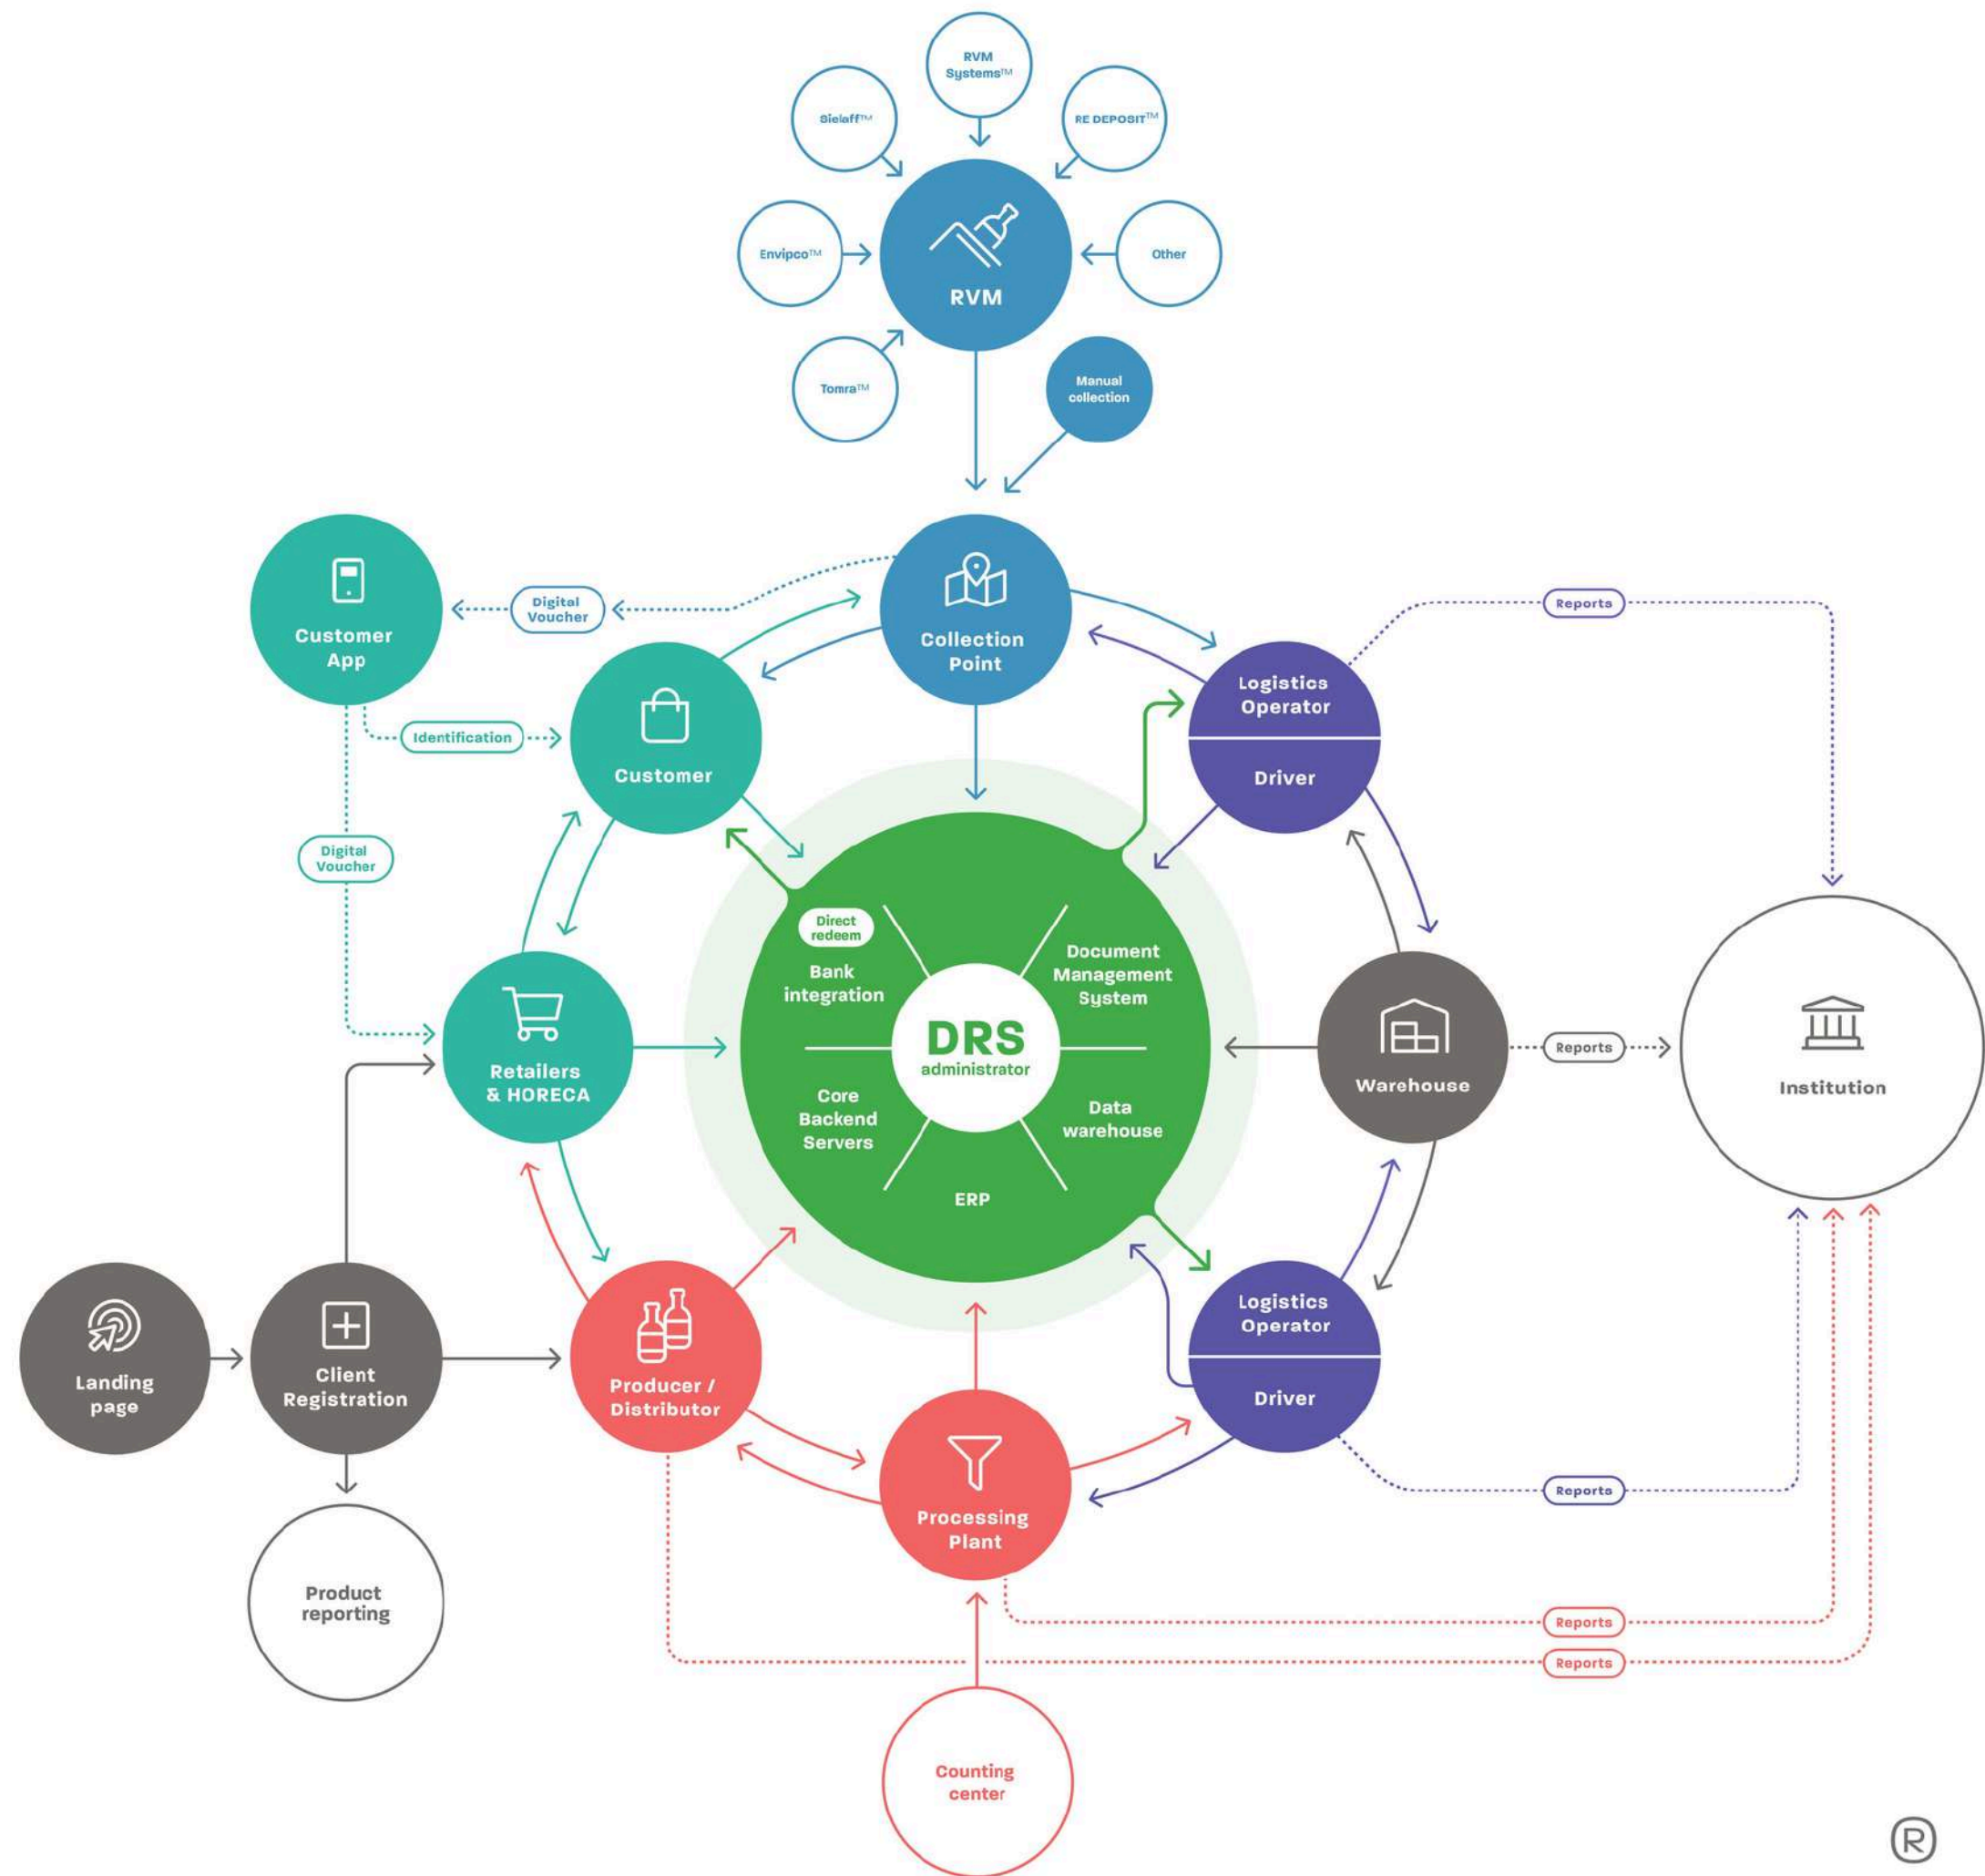 RVM
Systems™
Sielaff™
RE DEPOSIT™
Envipco™
Other
RVM
Tomra™
Manual
collection
Customer
App
Digital
Voucher
Collection
Point
Reports
Logistics
Operator
Driver
Identification
Customer
Digital
Voucher
Direct
redeem
Bank
integration
Document
Management
System
DRS
administrator
Core
Backend
Servers
Data
warehouse
ERP
Retailers
& HORECA
Warehouse
Reports
Institution
Landing
page
Client
Registration
Producer /
Distributor
Logistics
Operator
Driver
Processing
Plant
Reports
Product
reporting
Reports
Reports
Counting
center
®